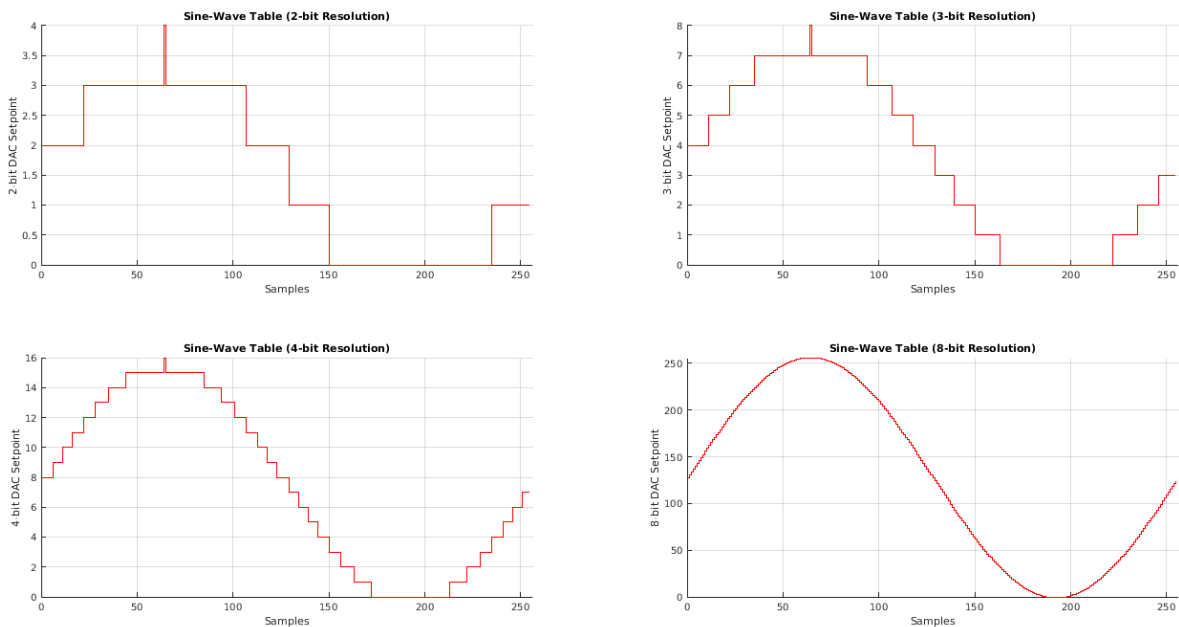 Sine-Wave Table (2-bit Resolution)
4
3.5
3
2.5
2
1.5
1
0.5
0
2-bit DAC Setpoint
0 50 100 150 200 250
Samples
Sine-Wave Table (3-bit Resolution)
8
7
6
5
4
3
2
1
0
3-bit DAC Setpoint
0 50 100 150 200 250
Samples
Sine-Wave Table (4-bit Resolution)
16
14
12
10
8
6
4
2
0
4-bit DAC Setpoint
0 50 100 150 200 250
Samples
Sine-Wave Table (8-bit Resolution)
250
200
150
100
50
0
8-bit DAC Setpoint
0 50 100 150 200 250
Samples